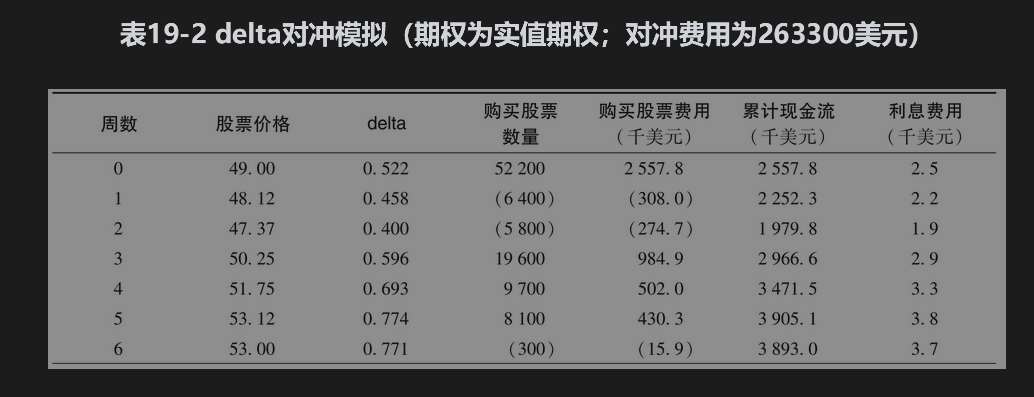 表19-2 delta对冲模拟（期权为实值期权；对冲费用为263300美元）
周数 股票价格 delta 购买股票数量 购买股票费用（千美元） 累计现金流（千美元） 利息费用（千美元）
0 49.00 0.522 52 200 2 557.8 2 557.8 2.5
1 48.12 0.458 (6 400) (308.0) 2 252.3 2.2
2 47.37 0.400 (5 800) (274.7) 1 979.8 1.9
3 50.25 0.596 19 600 984.9 2 966.6 2.9
4 51.75 0.693 9 700 502.0 3 471.5 3.3
5 53.12 0.774 8 100 430.3 3 905.1 3.8
6 53.00 0.771 (300) (15.9) 3 893.0 3.7